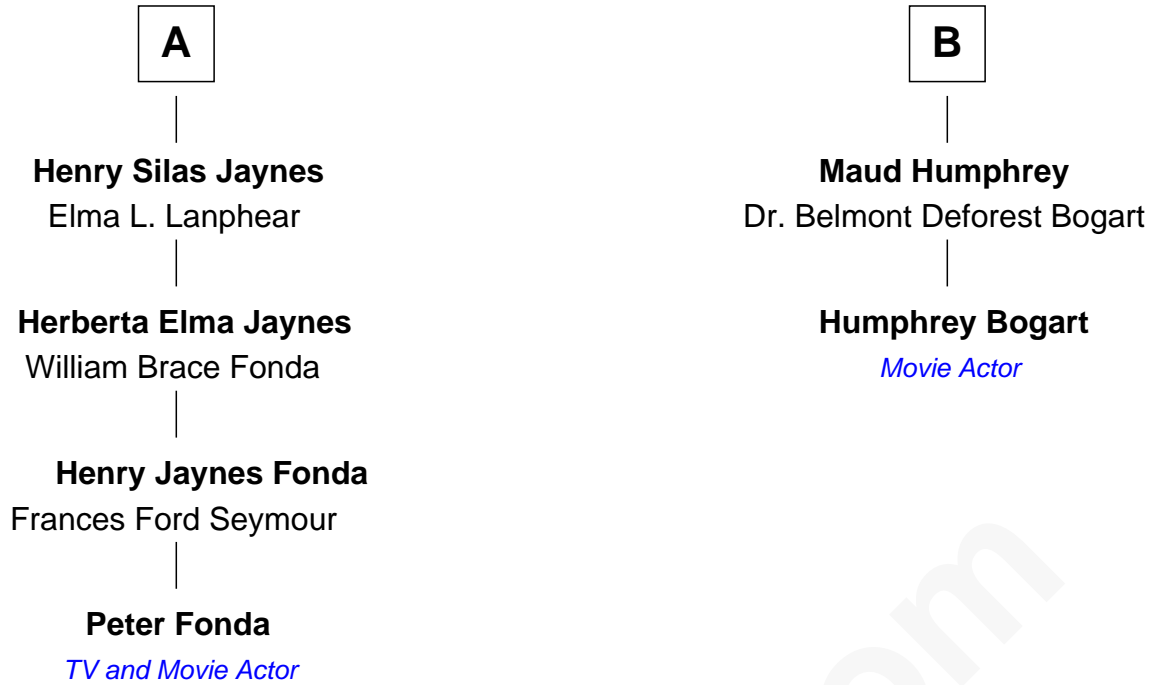 A
Henry Silas Jaynes
Elma L. Lanphear
Herberta Elma Jaynes
William Brace Fonda
Henry Jaynes Fonda
Frances Ford Seymour
Peter Fonda
TV and Movie Actor
B
Maud Humphrey
Dr. Belmont Deforest Bogart
Humphrey Bogart
Movie Actor
om